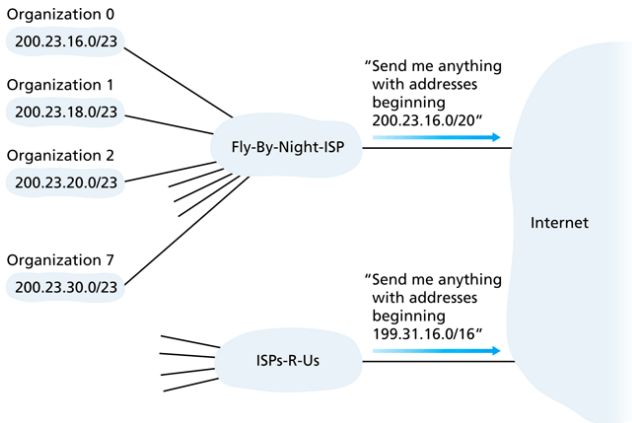 Organization 0
200.23.16.0/23
Organization 1
200.23.18.0/23
Organization 2
200.23.20.0/23
Organization 7
200.23.30.0/23
Fly-By-Night-ISP
“Send me anything
with addresses
beginning
200.23.16.0/20”
Internet
“Send me anything
with addresses
beginning
199.31.16.0/16”
ISPs-R-Us